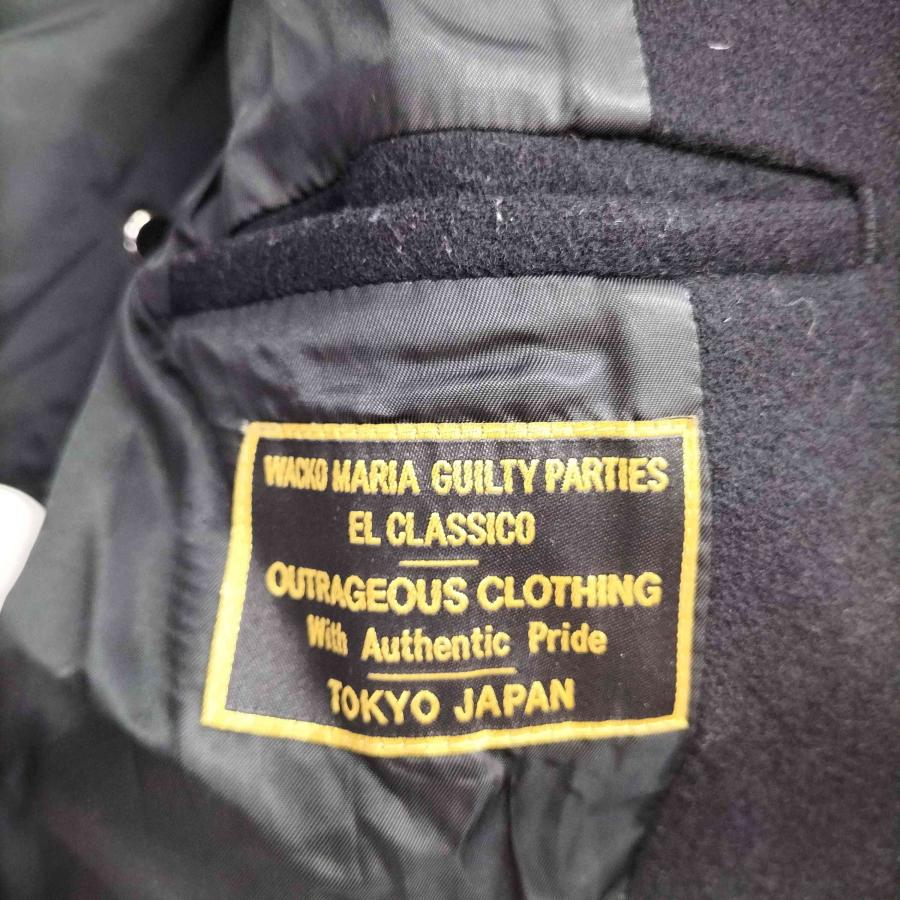 WACKO MARIA GUILTY PARTIES
EL CLASSICO
OUTRAGEOUS CLOTHING
With Authentic Pride
TOKYO JAPAN